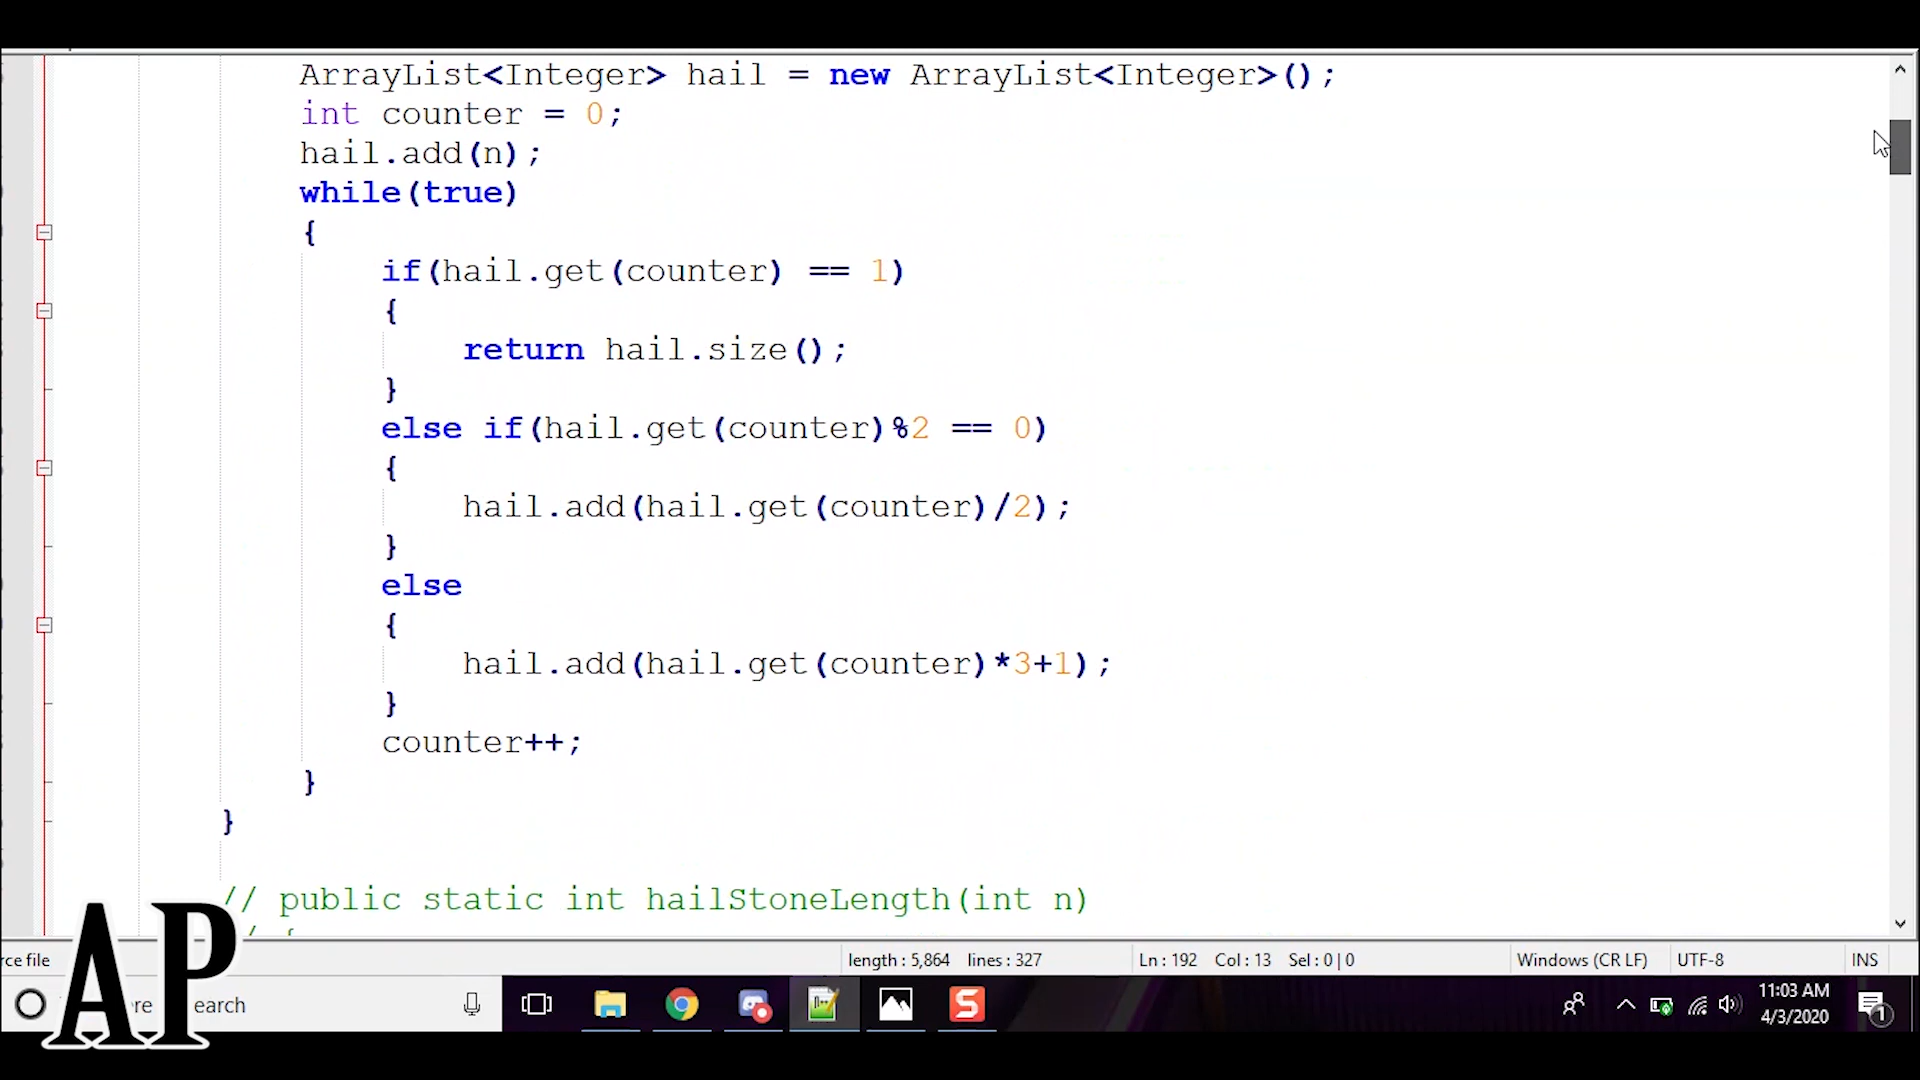 ArrayList<Integer> hail = new ArrayList<Integer>();
int counter = 0;
hail.add(n);
while(true)
{
if(hail.get(counter) == 1)
{
return hail.size();
}
else if(hail.get(counter)%2 == 0)
{
hail.add(hail.get(counter)/2);
}
else
{
hail.add(hail.get(counter)*3+1);
}
counter++;
}
}
// public static int hailStoneLength(int n)
/ {
rce file length : 5,864 lines : 327 Ln : 192 Col : 13 Sel : 0 | 0 Windows (CR LF) UTF-8 INS
AP
ere earch
11:03 AM
4/3/2020
1